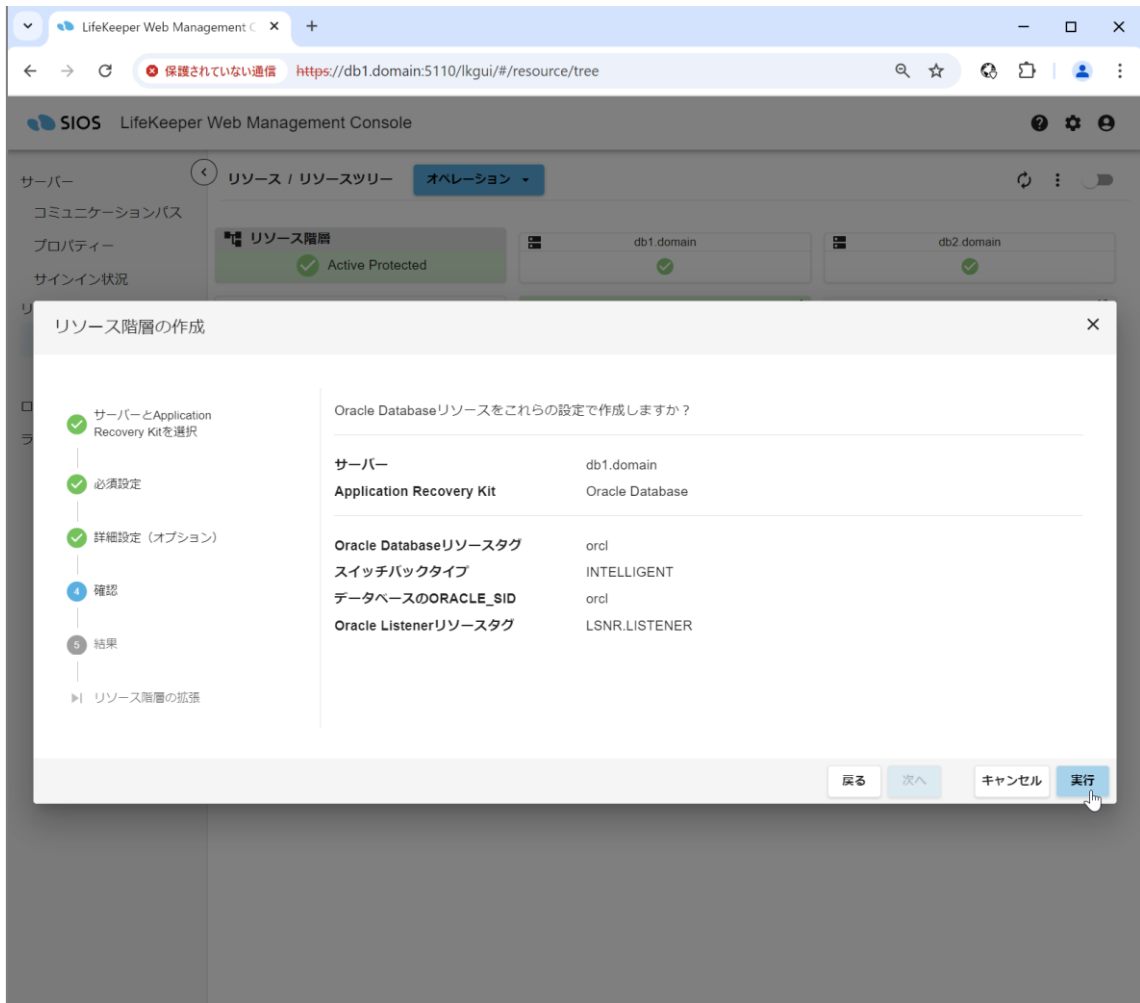 LifeKeeper Web Management C
保護されていない通信 https://db1.domain:5110/lkgui/#/resource/tree
SIOS LifeKeeper Web Management Console
サーバー
コミュニケーションパス
プロパティー
サインイン状況
リソース / リソースツリー オペレーション
リソース階層
Active Protected
db1.domain
db2.domain
リ
ロ
ラ
リソース階層の作成
サーバーとApplication
Recovery Kitを選択
必須設定
詳細設定（オプション）
4 確認
5 結果
リソース階層の拡張
Oracle Databaseリソースをこれらの設定で作成しますか？
サーバー db1.domain
Application Recovery Kit Oracle Database
Oracle Databaseリソースタグ orcl
スイッチバックタイプ INTELLIGENT
データベースのORACLE_SID orcl
Oracle Listenerリソースタグ LSNR.LISTENER
戻る 次へ キャンセル 実行